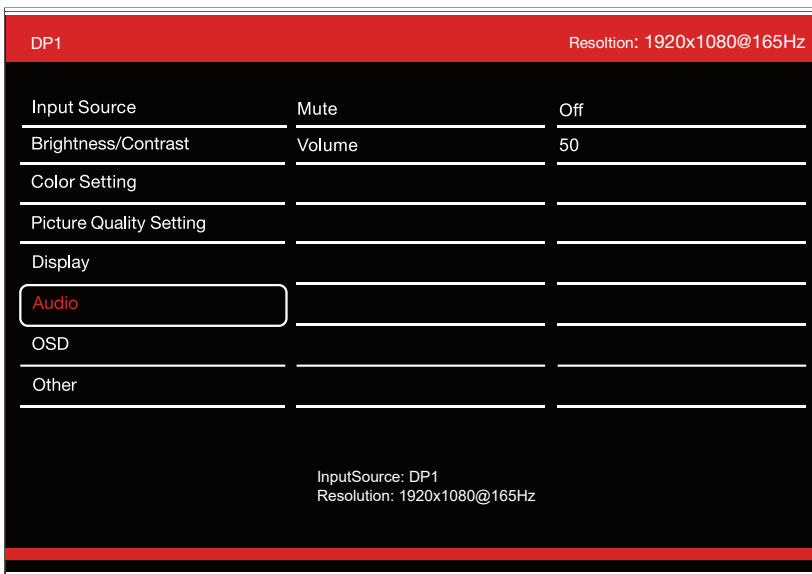 DP1 Resoltion: 1920x1080@165Hz
Input Source Mute Off
Brightness/Contrast Volume 50
Color Setting
Picture Quality Setting
Display
Audio
OSD
Other
InputSource: DP1
Resolution: 1920x1080@165Hz